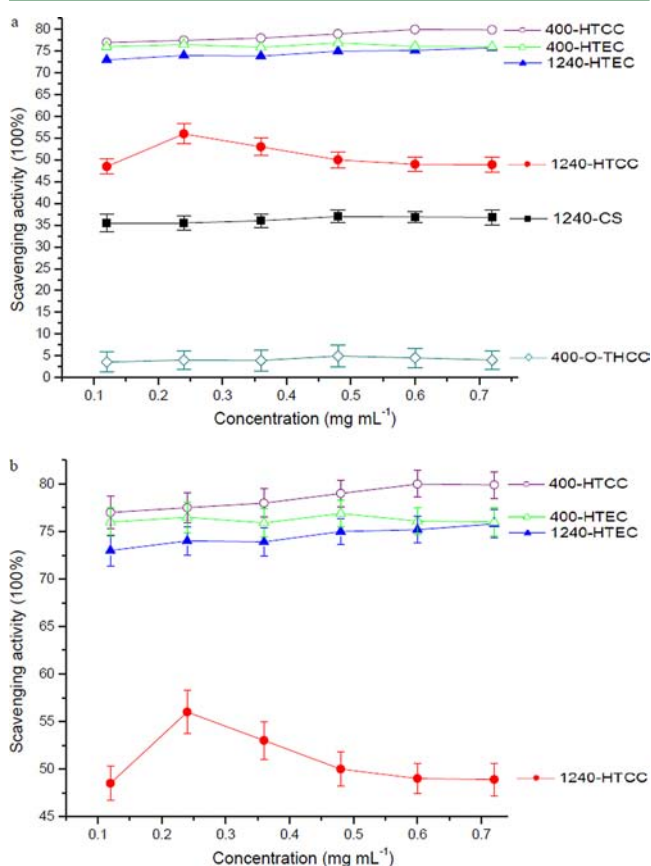 a
80
75
70
65
60
55
50
45
40
35
30
25
20
15
10
5
0
Scavenging activity (100%)
0.1 0.2 0.3 0.4 0.5 0.6 0.7
Concentration (mg mL⁻¹)
400-HTCC
400-HTEC
1240-HTEC
1240-HTCC
1240-CS
400-O-THCC
b
80
75
70
65
60
55
50
45
Scavenging activity (100%)
0.1 0.2 0.3 0.4 0.5 0.6 0.7
Concentration (mg mL⁻¹)
400-HTCC
400-HTEC
1240-HTEC
1240-HTCC